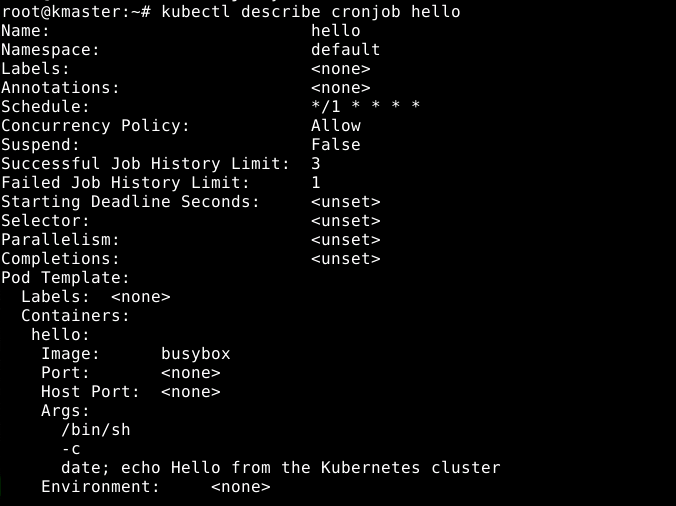 root@kmaster:~# kubectl describe cronjob hello
Name:                          hello
Namespace:                     default
Labels:                        <none>
Annotations:                   <none>
Schedule:                      */1 * * * *
Concurrency Policy:            Allow
Suspend:                       False
Successful Job History Limit:  3
Failed Job History Limit:      1
Starting Deadline Seconds:     <unset>
Selector:                      <unset>
Parallelism:                   <unset>
Completions:                   <unset>
Pod Template:
  Labels:  <none>
  Containers:
   hello:
    Image:      busybox
    Port:       <none>
    Host Port:  <none>
    Args:
      /bin/sh
      -c
      date; echo Hello from the Kubernetes cluster
    Environment:     <none>